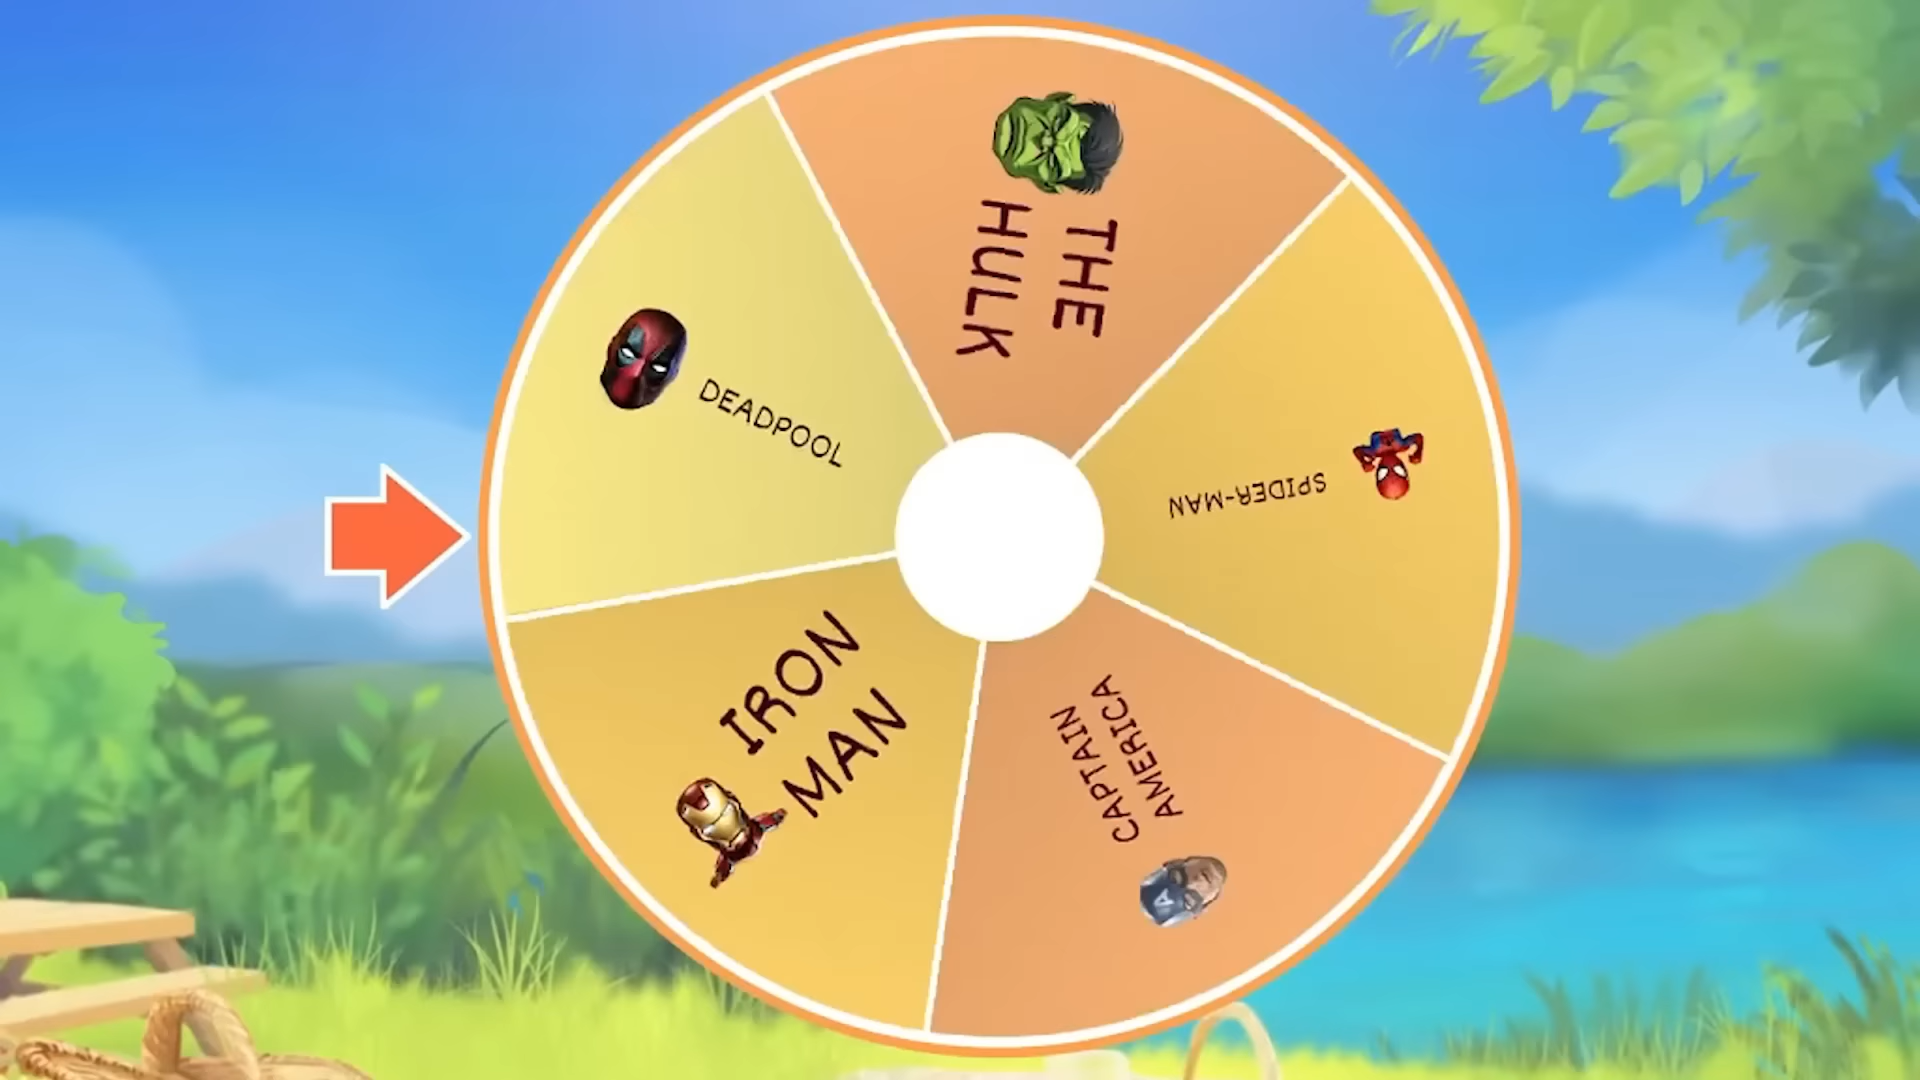 THE
HULK
DEADPOOL
SPIDER-MAN
IRON
MAN
CAPTAIN
AMERICA